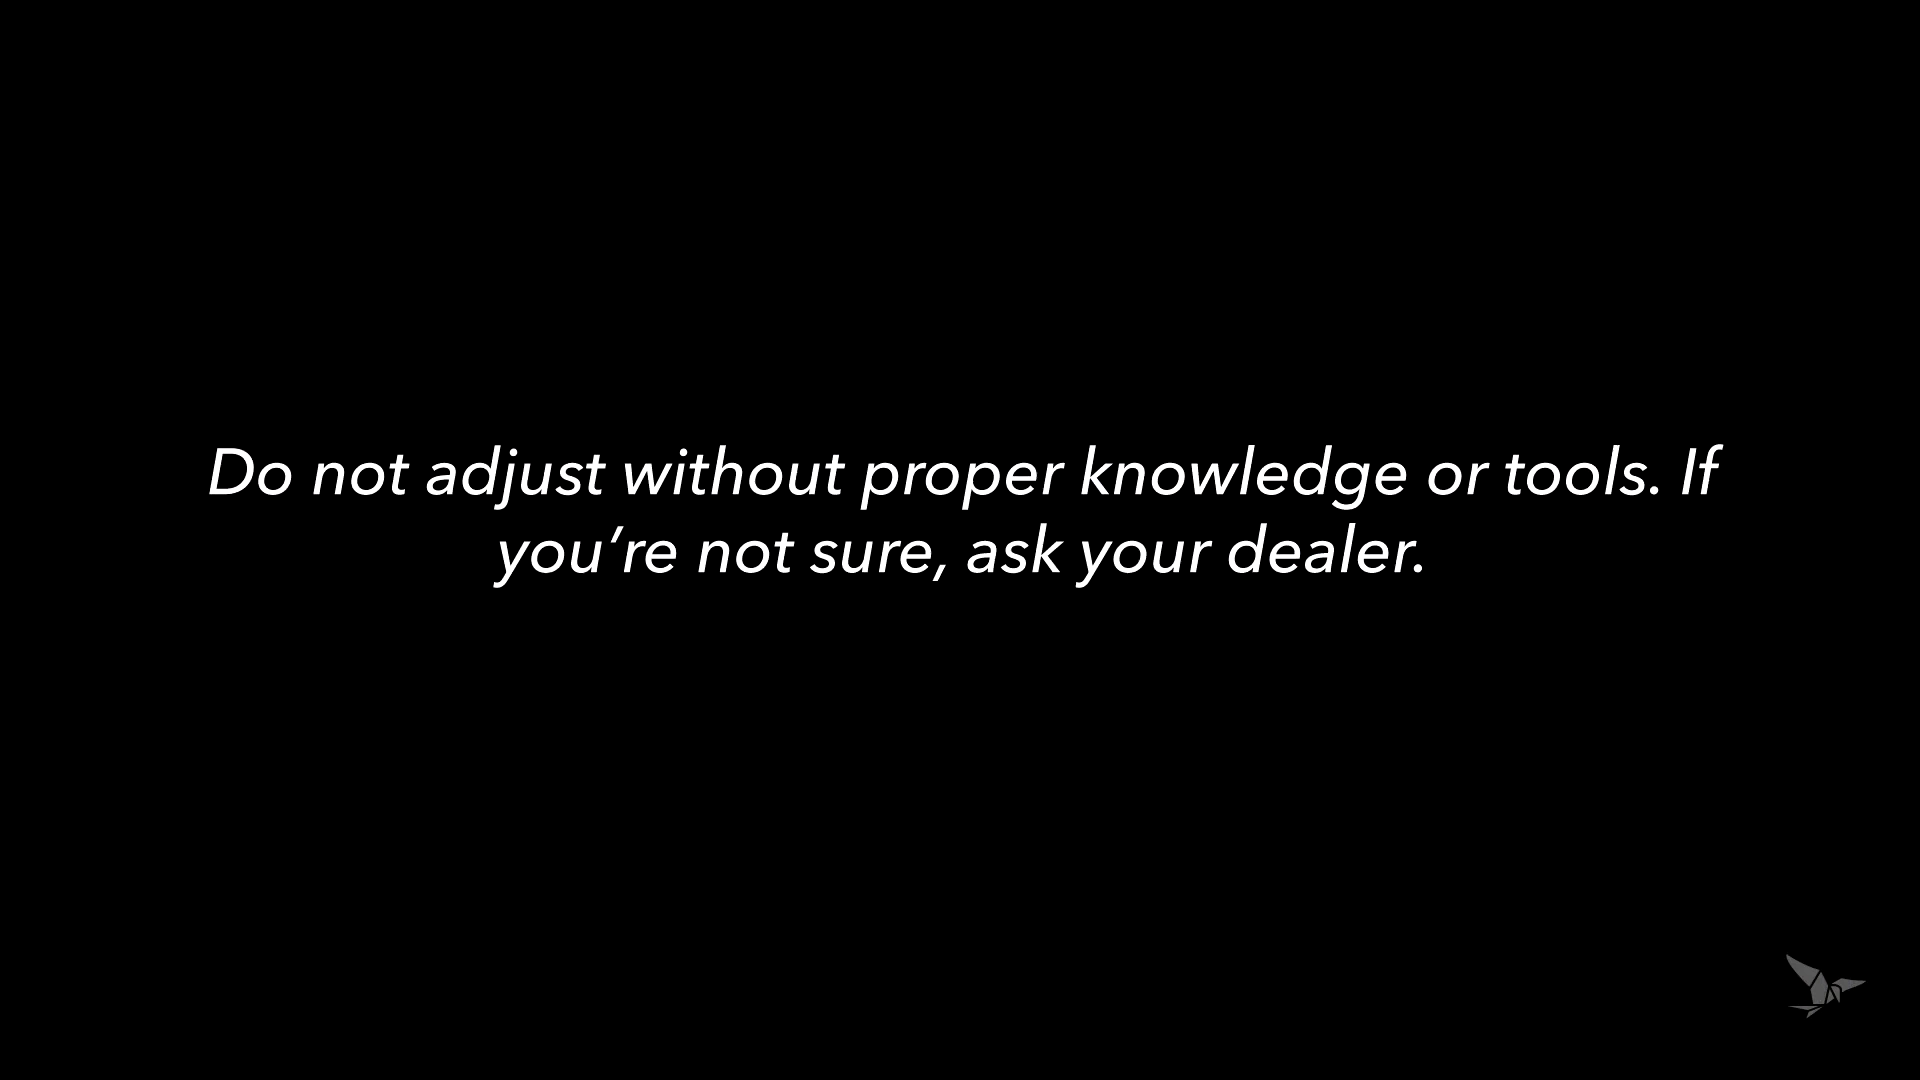 Do not adjust without proper knowledge or tools. If
you’re not sure, ask your dealer.